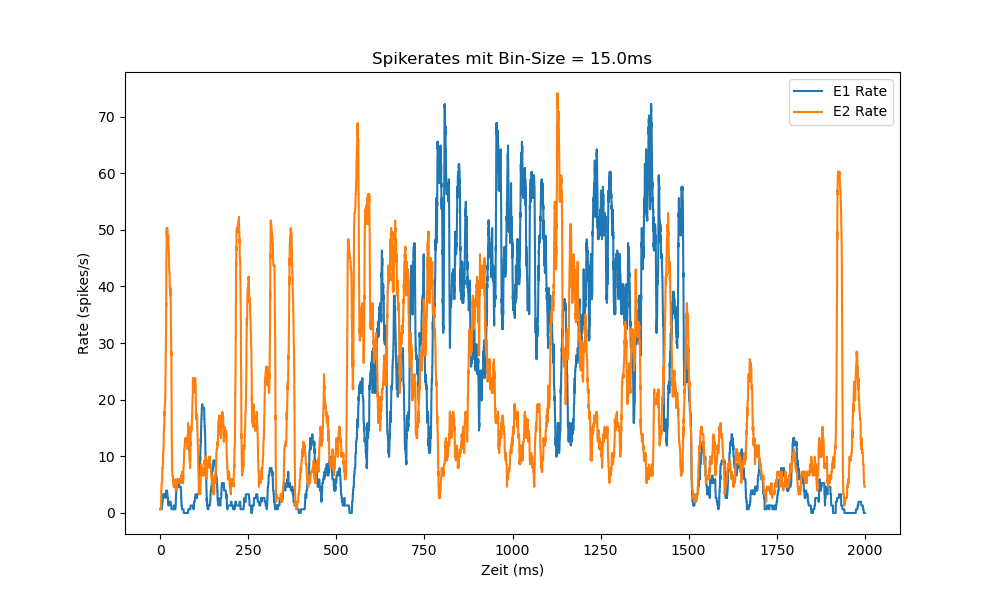 Spikerates mit Bin-Size = 15.0ms
E1 Rate
E2 Rate
70
60
50
40
30
20
10
0
Rate (spikes/s)
0 250 500 750 1000 1250 1500 1750 2000
Zeit (ms)